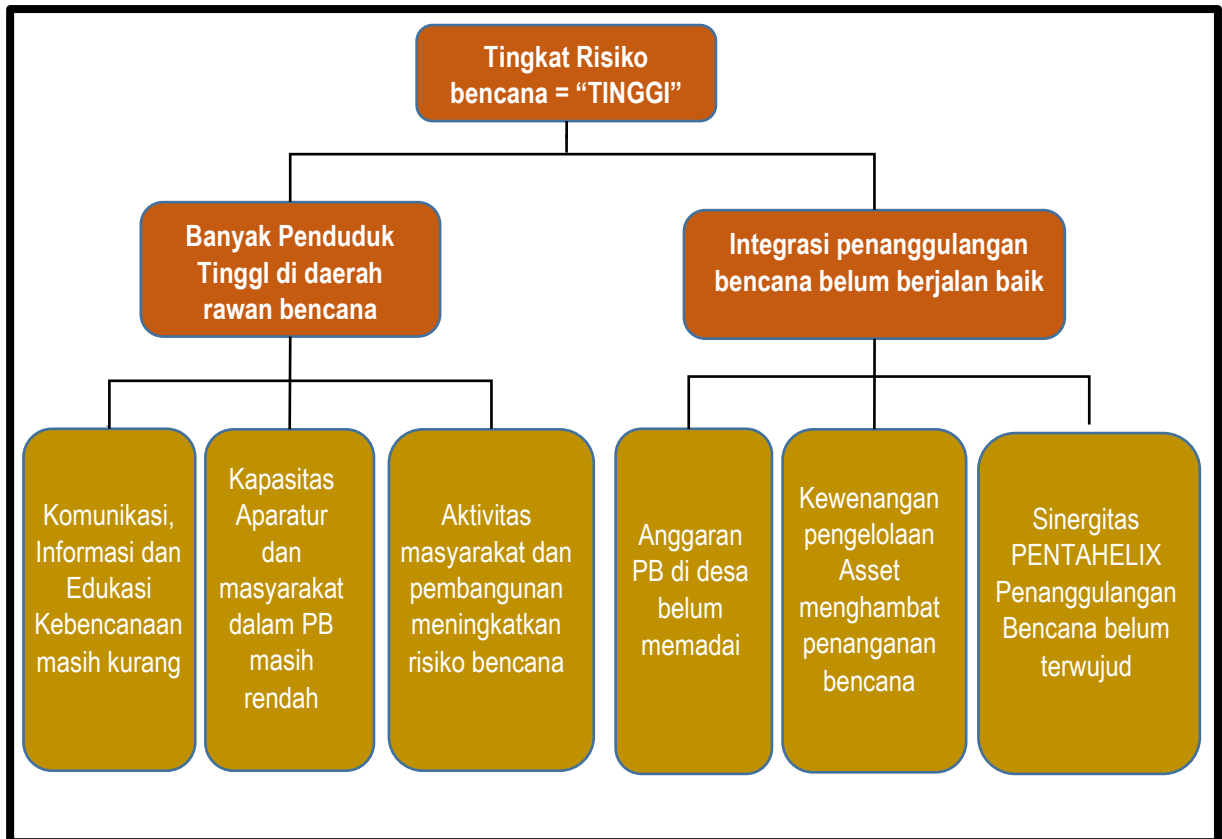 Tingkat Risiko
bencana = “TINGGI”
Banyak Penduduk
TinggI di daerah
rawan bencana
Integrasi penanggulangan
bencana belum berjalan baik
Komunikasi,
Informasi dan
Edukasi
Kebencanaan
masih kurang
Kapasitas
Aparatur
dan
masyarakat
dalam PB
masih
rendah
Aktivitas
masyarakat dan
pembangunan
meningkatkan
risiko bencana
Anggaran
PB di desa
belum
memadai
Kewenangan
pengelolaan
Asset
menghambat
penanganan
bencana
Sinergitas
PENTAHELIX
Penanggulangan
Bencana belum
terwujud